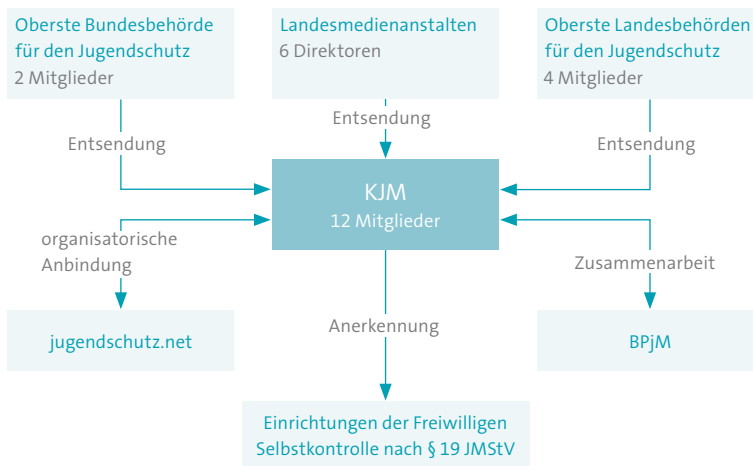 Oberste Bundesbehörde
für den Jugendschutz
2 Mitglieder
Landesmedienanstalten
6 Direktoren
Oberste Landesbehörden
für den Jugendschutz
4 Mitglieder
Entsendung
Entsendung
Entsendung
KJM
12 Mitglieder
organisatorische
Anbindung
Zusammenarbeit
jugendschutz.net
Anerkennung
BPjM
Einrichtungen der Freiwilligen
Selbstkontrolle nach § 19 JMStV